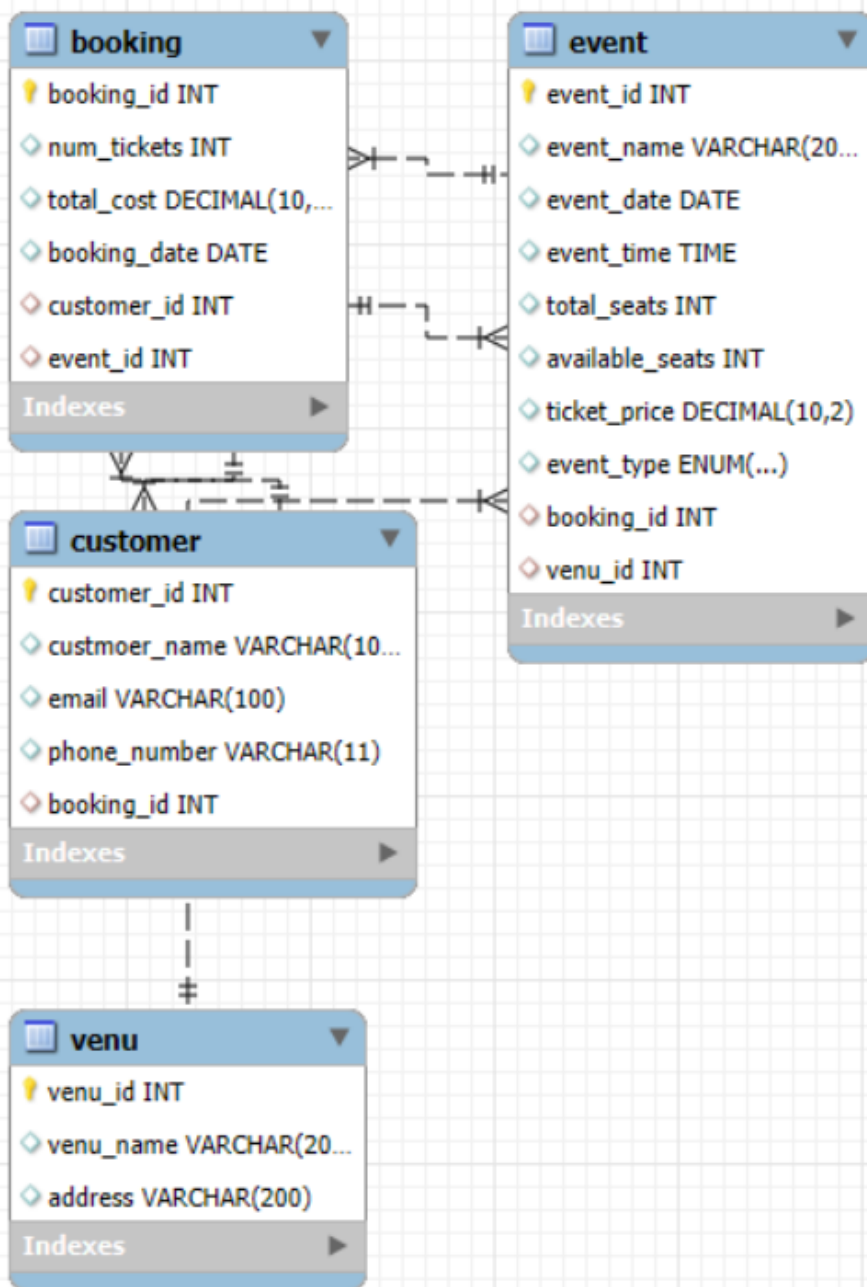 booking
booking_id INT
num_tickets INT
total_cost DECIMAL(10,...
booking_date DATE
customer_id INT
event_id INT
Indexes
event
event_id INT
event_name VARCHAR(20...
event_date DATE
event_time TIME
total_seats INT
available_seats INT
ticket_price DECIMAL(10,2)
event_type ENUM(...)
booking_id INT
venu_id INT
Indexes
customer
customer_id INT
custmoer_name VARCHAR(10...
email VARCHAR(100)
phone_number VARCHAR(11)
booking_id INT
Indexes
venu
venu_id INT
venu_name VARCHAR(20...
address VARCHAR(200)
Indexes